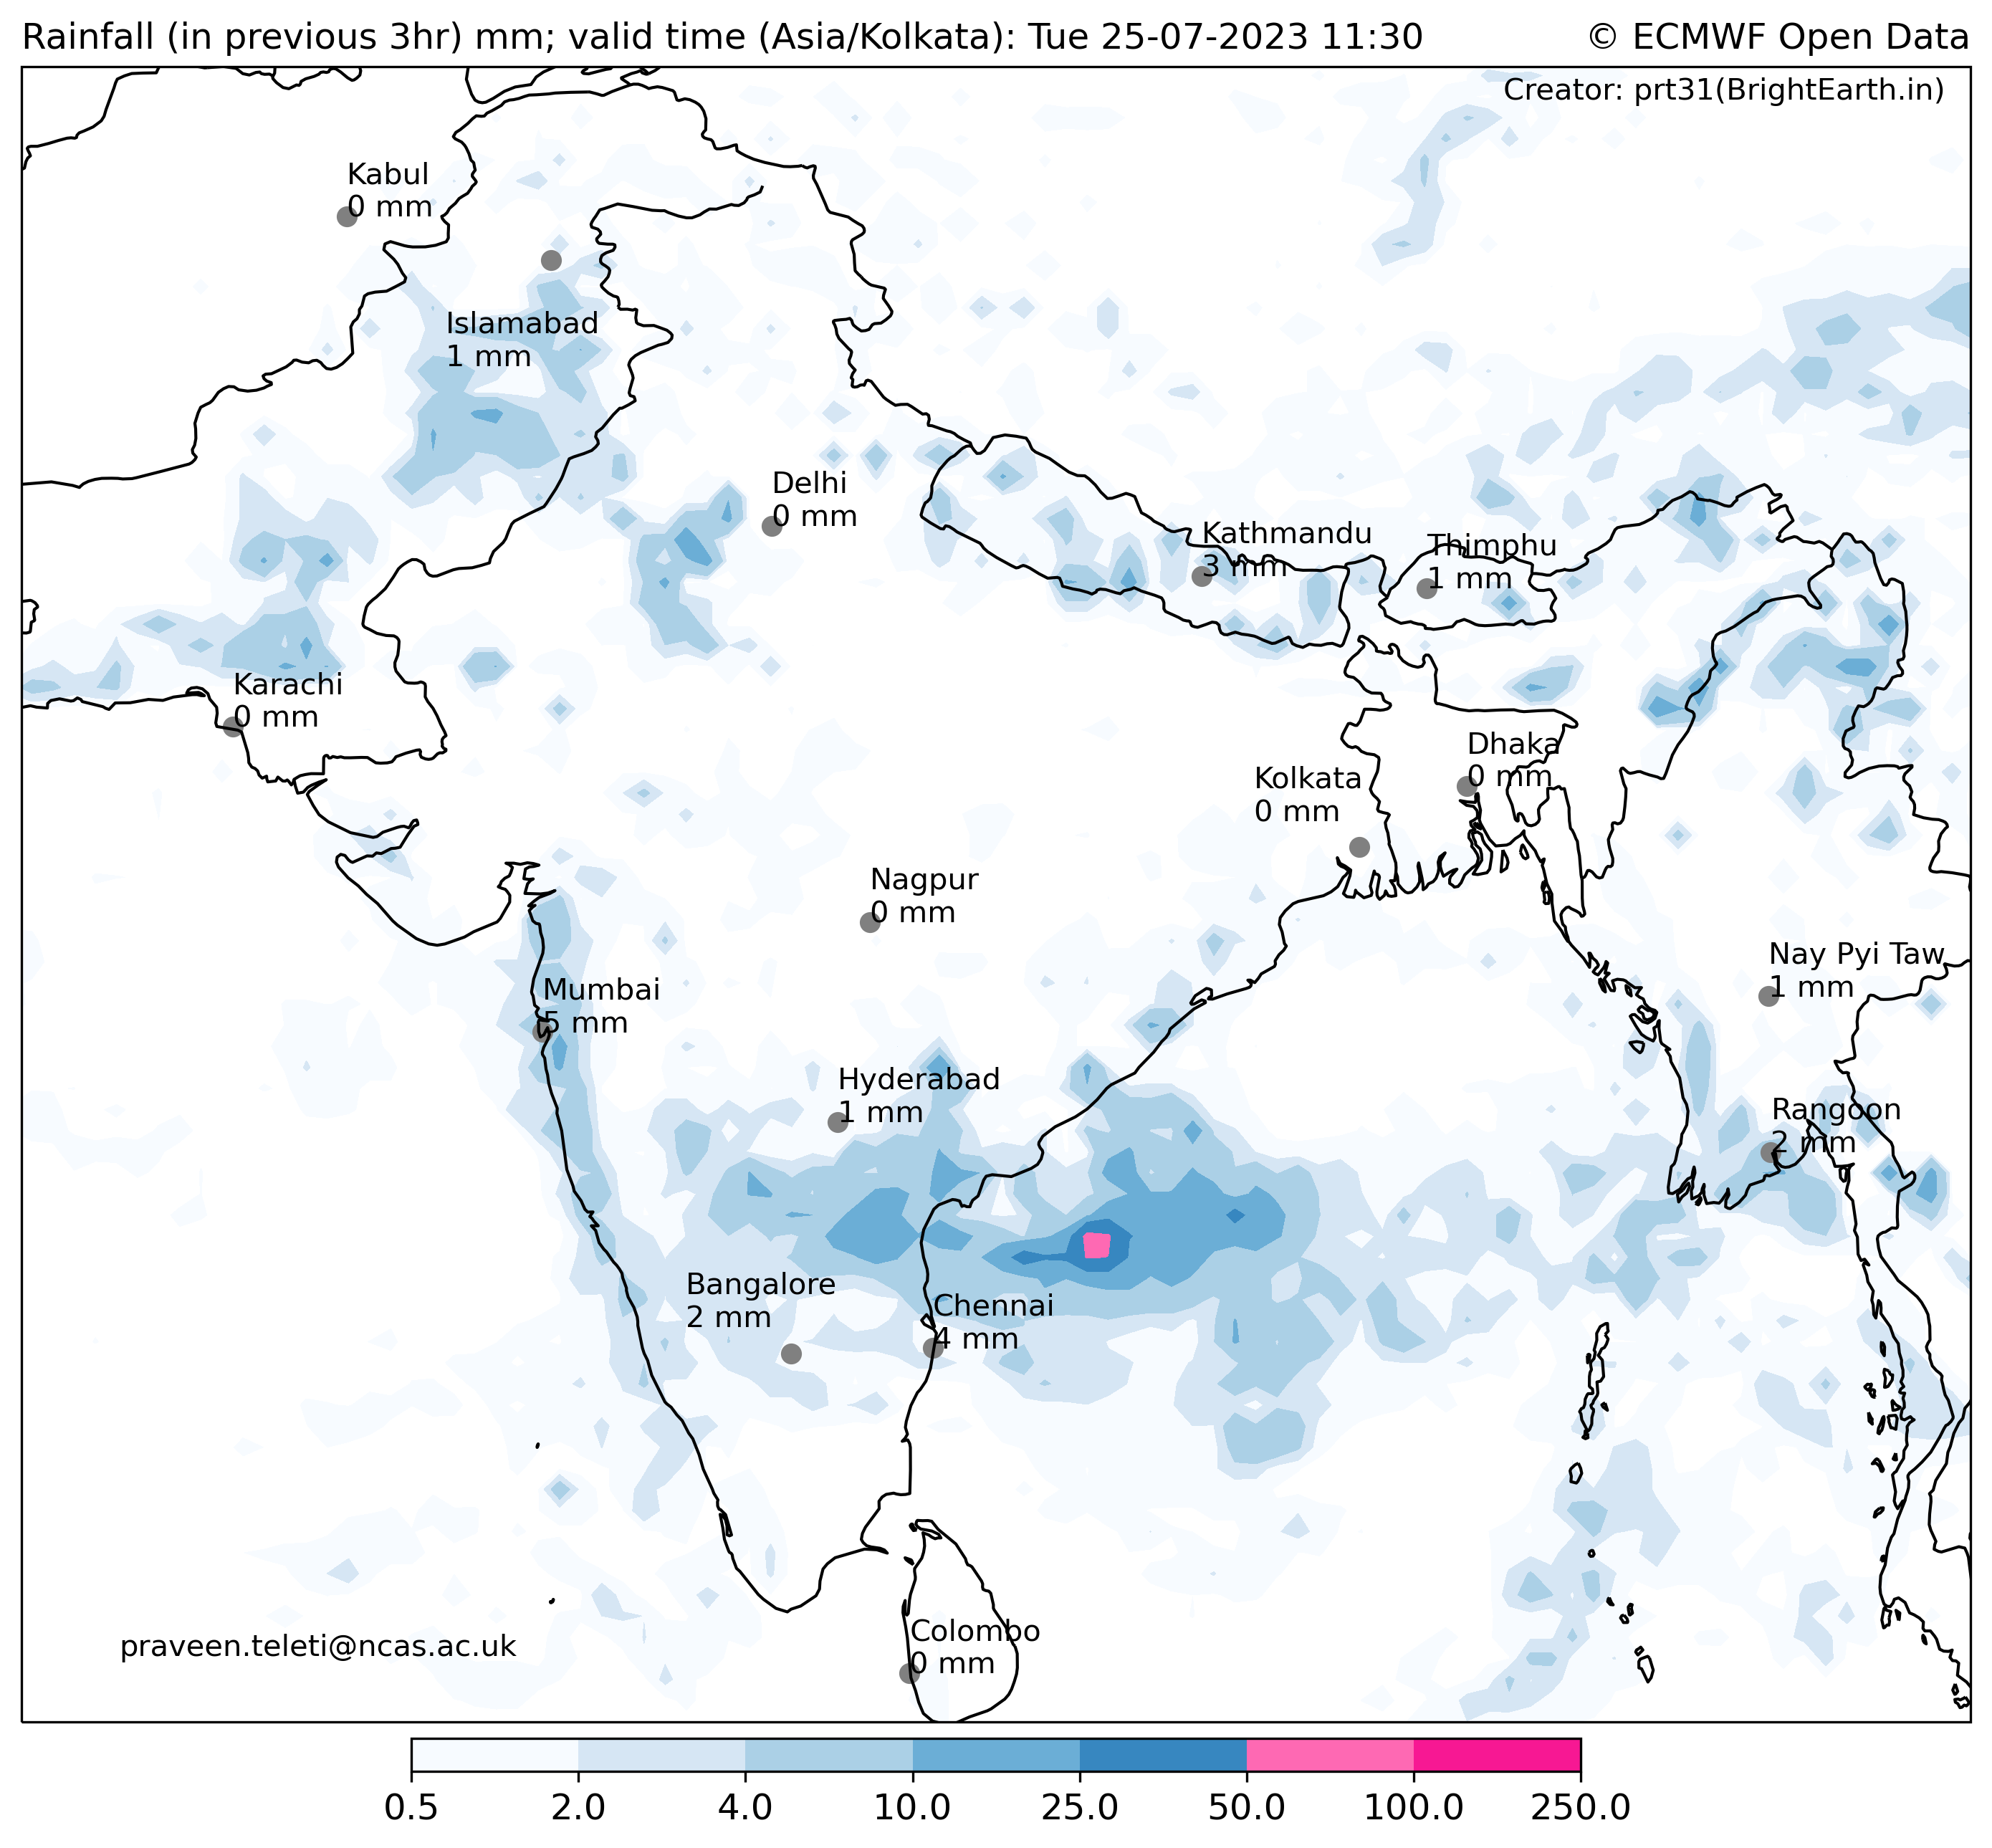 Rainfall (in previous 3hr) mm; valid time (Asia/Kolkata): Tue 25-07-2023 11:30
© ECMWF Open Data
Creator: prt31(BrightEarth.in)
Kabul
0 mm
Islamabad
1 mm
Delhi
0 mm
Kathmandu
3 mm
Thimphu
1 mm
Karachi
0 mm
Dhaka
0 mm
Kolkata
0 mm
Nagpur
0 mm
Nay Pyi Taw
1 mm
Mumbai
5 mm
Hyderabad
1 mm
Rangoon
2 mm
Bangalore
2 mm
Chennai
4 mm
Colombo
0 mm
praveen.teleti@ncas.ac.uk
0.5 2.0 4.0 10.0 25.0 50.0 100.0 250.0